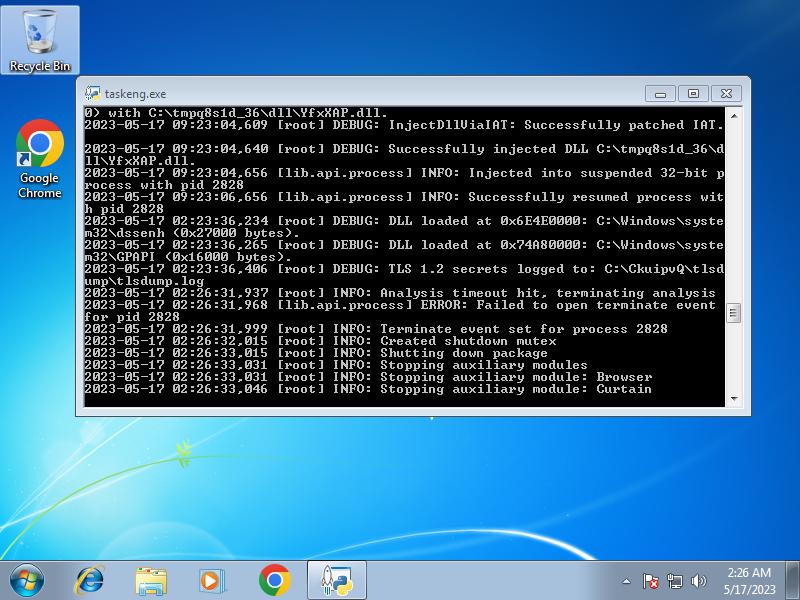 Recycle Bin
Google
Chrome
taskeng.exe
0) with C:\tmpq8s1d_36\dll\YfxXAP.dll.
2023-05-17 09:23:04,609 [root] DEBUG: InjectDllViaIAT: Successfully patched IAT.
2023-05-17 09:23:04,640 [root] DEBUG: Successfully injected DLL C:\tmpq8s1d_36\d
ll\YfxXAP.dll.
2023-05-17 09:23:04,656 [lib.api.process] INFO: Injected into suspended 32-bit p
rocess with pid 2828
2023-05-17 09:23:06,656 [lib.api.process] INFO: Successfully resumed process wit
h pid 2828
2023-05-17 02:23:36,234 [root] DEBUG: DLL loaded at 0x6E4E0000: C:\Windows\syste
m32\dssenh (0x27000 bytes).
2023-05-17 02:23:36,265 [root] DEBUG: DLL loaded at 0x74A80000: C:\Windows\syste
m32\GPAPI (0x16000 bytes).
2023-05-17 02:23:36,406 [root] DEBUG: TLS 1.2 secrets logged to: C:\CkuipvQ\tlsd
ump\tlsdump.log
2023-05-17 02:26:31,937 [root] INFO: Analysis timeout hit, terminating analysis
2023-05-17 02:26:31,968 [lib.api.process] ERROR: Failed to open terminate event
for pid 2828
2023-05-17 02:26:31,999 [root] INFO: Terminate event set for process 2828
2023-05-17 02:26:32,015 [root] INFO: Created shutdown mutex
2023-05-17 02:26:33,015 [root] INFO: Shutting down package
2023-05-17 02:26:33,031 [root] INFO: Stopping auxiliary modules
2023-05-17 02:26:33,031 [root] INFO: Stopping auxiliary module: Browser
2023-05-17 02:26:33,046 [root] INFO: Stopping auxiliary module: Curtain
2:26 AM
5/17/2023